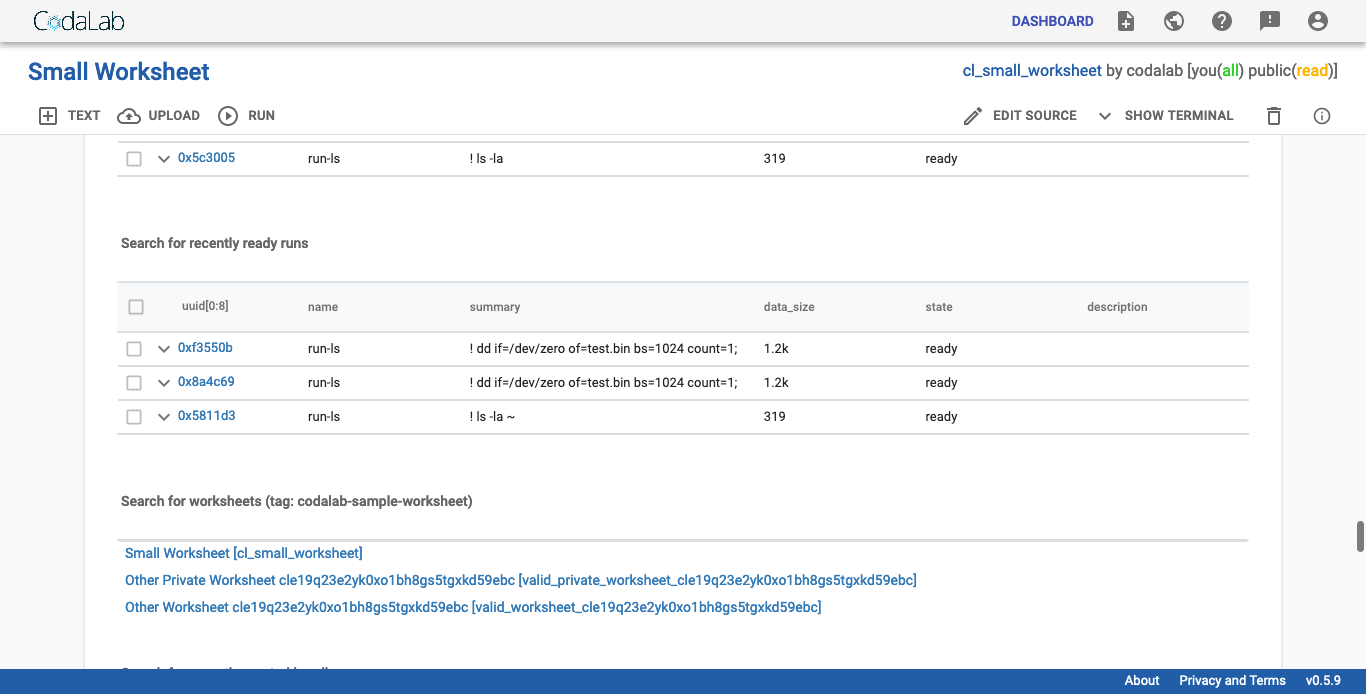 CodaLab
DASHBOARD
Small Worksheet
cl_small_worksheet by codalab [you(all) public(read)]
TEXT UPLOAD RUN
EDIT SOURCE SHOW TERMINAL
0x5c3005 run-ls ! ls -la 319 ready
Search for recently ready runs
uuid[0:8] name summary data_size state description
0xf3550b run-ls ! dd if=/dev/zero of=test.bin bs=1024 count=1; 1.2k ready
0x8a4c69 run-ls ! dd if=/dev/zero of=test.bin bs=1024 count=1; 1.2k ready
0x5811d3 run-ls ! ls -la ~ 319 ready
Search for worksheets (tag: codalab-sample-worksheet)
Small Worksheet [cl_small_worksheet]
Other Private Worksheet cle19q23e2yk0xo1bh8gs5tgxkd59ebc [valid_private_worksheet_cle19q23e2yk0xo1bh8gs5tgxkd59ebc]
Other Worksheet cle19q23e2yk0xo1bh8gs5tgxkd59ebc [valid_worksheet_cle19q23e2yk0xo1bh8gs5tgxkd59ebc]
About Privacy and Terms v0.5.9